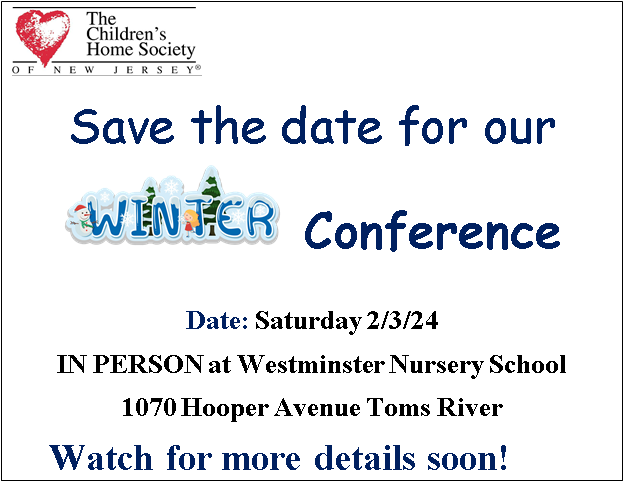 The
Children's
Home Society
OF NEW JERSEY®
Save the date for our
WINTER Conference
Date: Saturday 2/3/24
IN PERSON at Westminster Nursery School
1070 Hooper Avenue Toms River
Watch for more details soon!